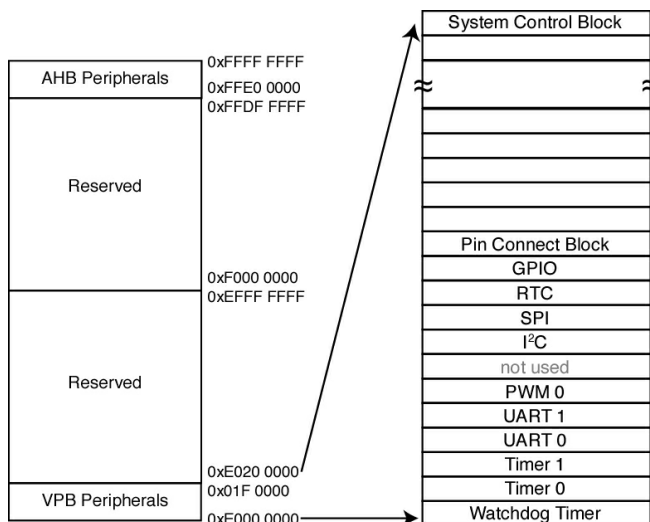 System Control Block
0xFFFF FFFF
AHB Peripherals
0xFFE0 0000
0xFFDF FFFF
Reserved
0xF000 0000
0xEFFF FFFF
Reserved
0xE020 0000
0x01F 0000
VPB Peripherals
0xE000 0000
Pin Connect Block
GPIO
RTC
SPI
I²C
not used
PWM 0
UART 1
UART 0
Timer 1
Timer 0
Watchdog Timer